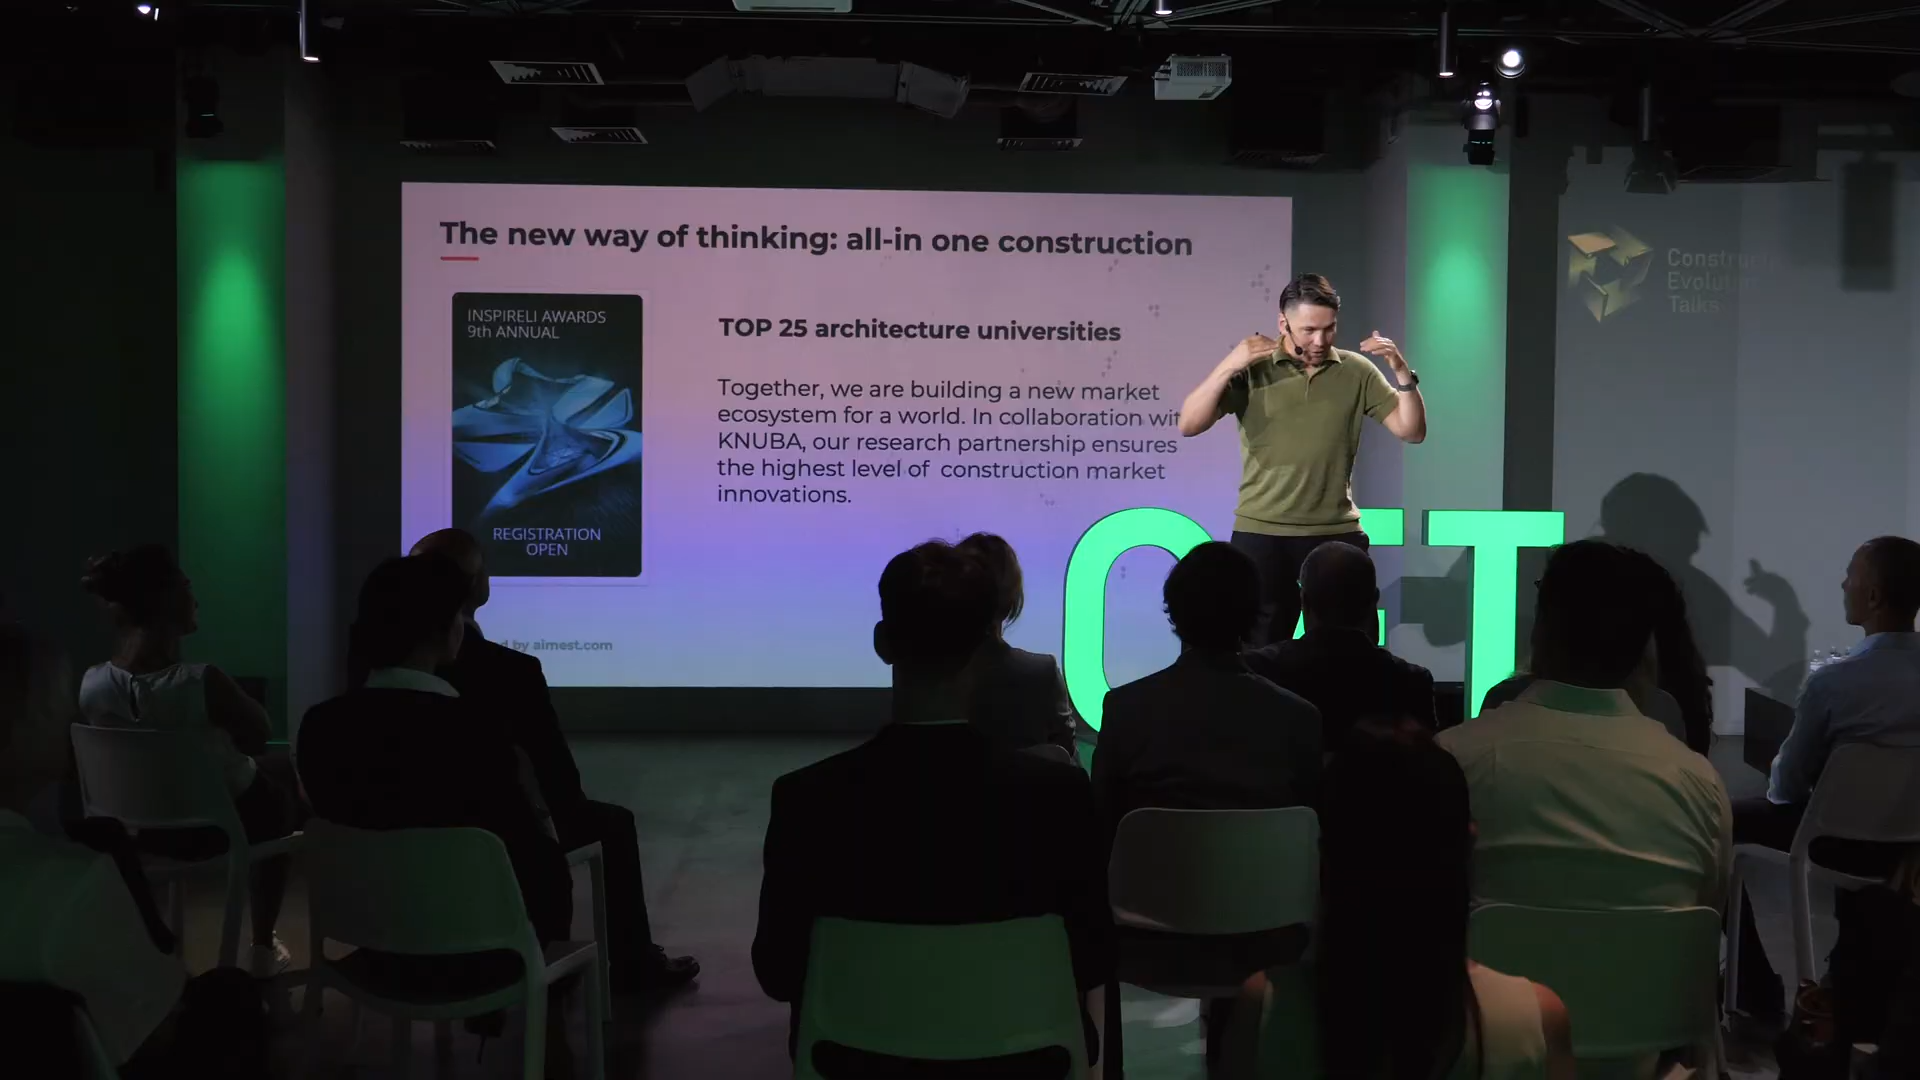 The new way of thinking: all-in one construction
INSPIRELI AWARDS
9th ANNUAL
REGISTRATION
OPEN
TOP 25 architecture universities
Together, we are building a new market
ecosystem for a world. In collaboration
KNUBA, our research partnership ensures
the highest level of construction market
innovations.
by aimest.com
Talks
T